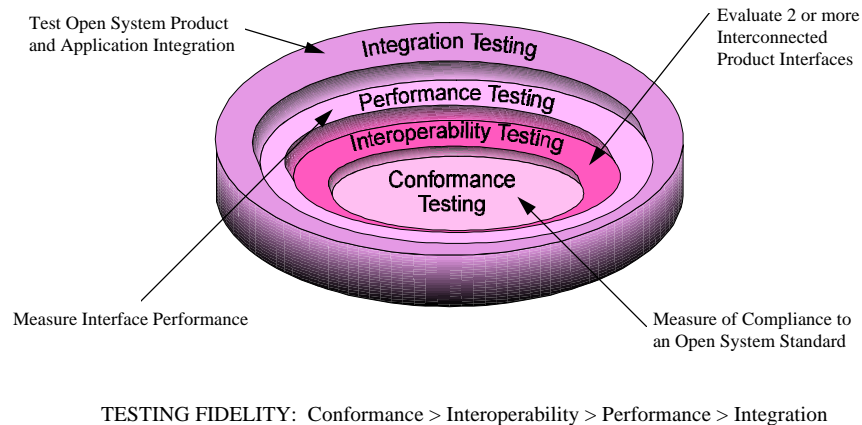 Test Open System Product
and Application Integration
Evaluate 2 or more
Interconnected
Product Interfaces
Integration Testing
Performance Testing
Interoperability Testing
Conformance
Testing
Measure Interface Performance
Measure of Compliance to
an Open System Standard
TESTING FIDELITY: Conformance > Interoperability > Performance > Integration